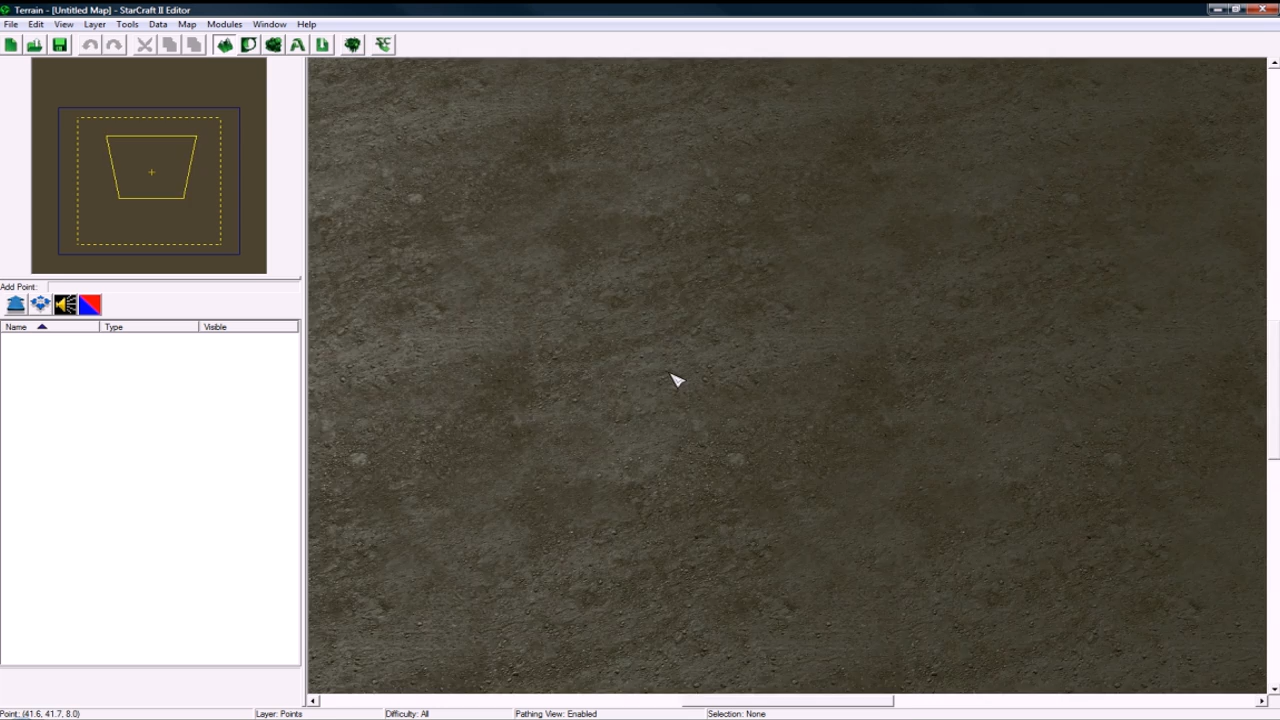 Terrain - [Untitled Map] - StarCraft II Editor
File Edit View Layer Tools Data Map Modules Window Help
Add Point:
Name Type Visible
Point: (41.6, 41.7, 8.0) Layer: Points Difficulty: All Pathing View: Enabled Selection: None